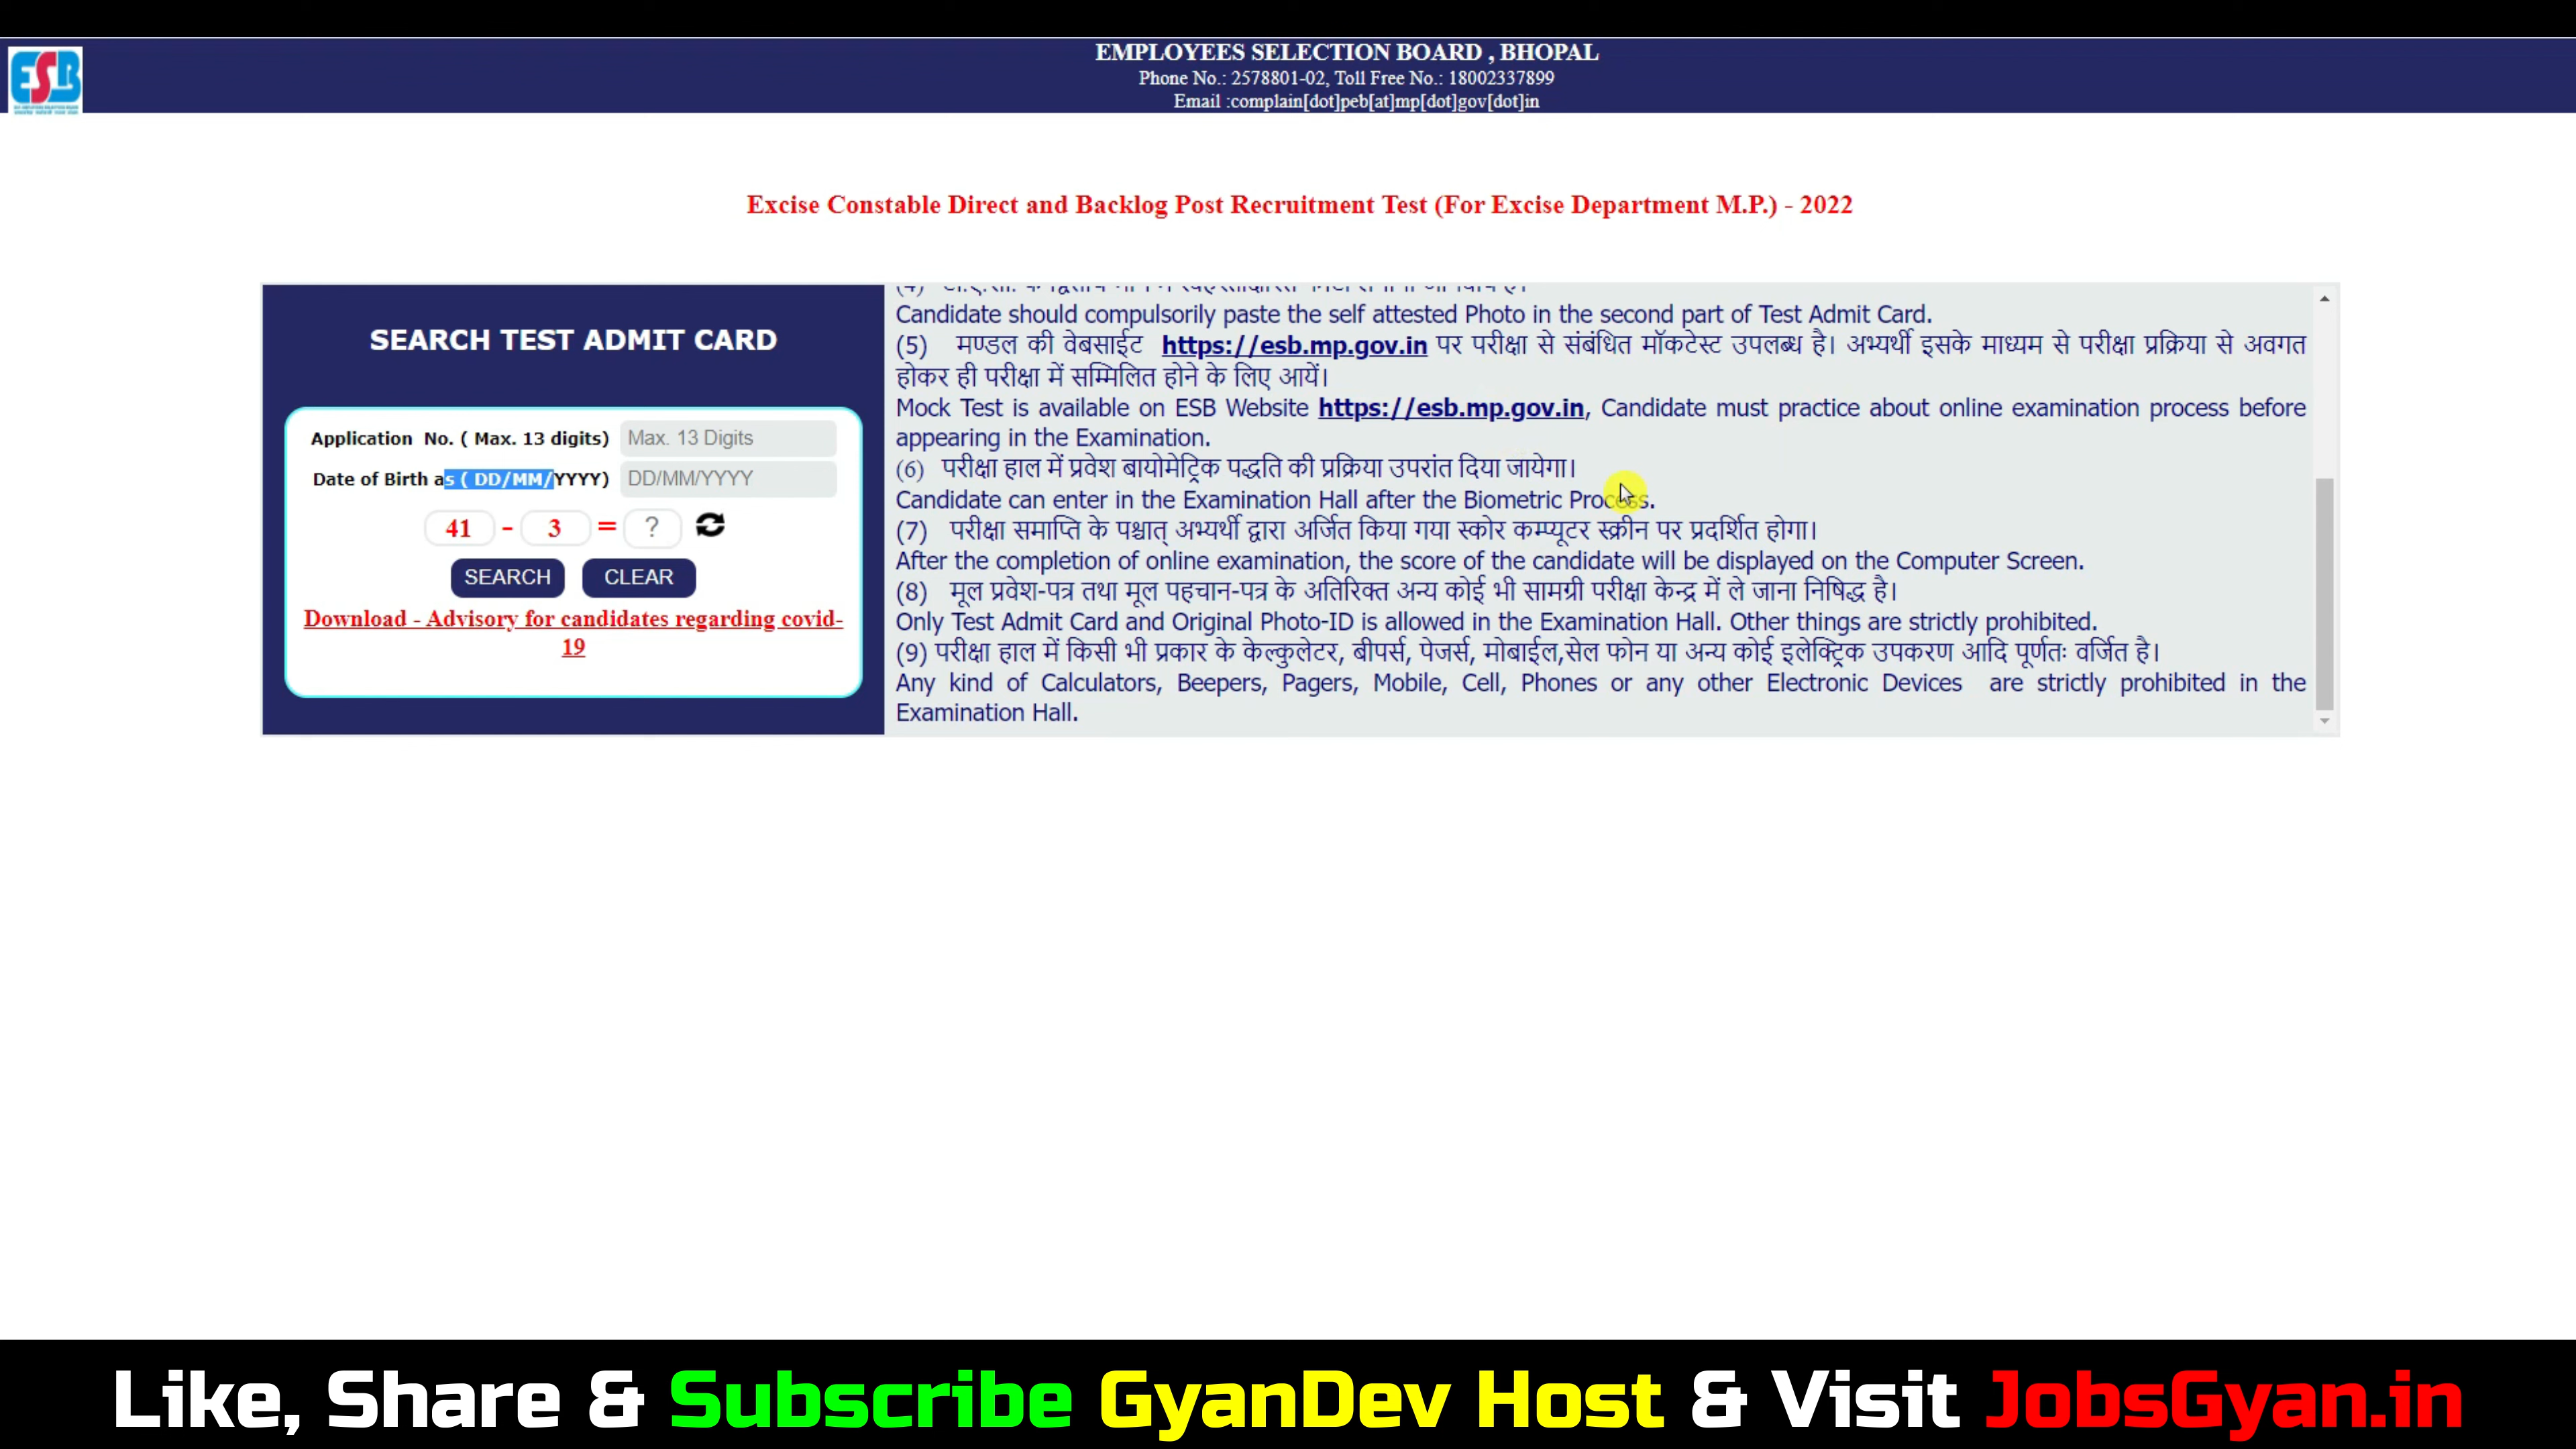 ESB
EMPLOYEES SELECTION BOARD , BHOPAL
Phone No.: 2578801-02, Toll Free No.: 18002337899
Email :complain[dot]peb[at]mp[dot]gov[dot]in
Excise Constable Direct and Backlog Post Recruitment Test (For Excise Department M.P.) - 2022
SEARCH TEST ADMIT CARD
Application No. ( Max. 13 digits) Max. 13 Digits
Date of Birth as ( DD/MM/YYYY) DD/MM/YYYY
41 - 3 = ?
SEARCH CLEAR
Download - Advisory for candidates regarding covid-
19
Candidate should compulsorily paste the self attested Photo in the second part of Test Admit Card.
(5) मण्डल की वेबसाईट https://esb.mp.gov.in पर परीक्षा से संबंधित मॉकटेस्ट उपलब्ध है। अभ्यर्थी इसके माध्यम से परीक्षा प्रक्रिया से अवगत
होकर ही परीक्षा में सम्मिलित होने के लिए आयें।
Mock Test is available on ESB Website https://esb.mp.gov.in, Candidate must practice about online examination process before
appearing in the Examination.
(6) परीक्षा हाल में प्रवेश बायोमेट्रिक पद्धति की प्रक्रिया उपरांत दिया जायेगा।
Candidate can enter in the Examination Hall after the Biometric Process.
(7) परीक्षा समाप्ति के पश्चात् अभ्यर्थी द्वारा अर्जित किया गया स्कोर कम्प्यूटर स्क्रीन पर प्रदर्शित होगा।
After the completion of online examination, the score of the candidate will be displayed on the Computer Screen.
(8) मूल प्रवेश-पत्र तथा मूल पहचान-पत्र के अतिरिक्त अन्य कोई भी सामग्री परीक्षा केन्द्र में ले जाना निषिद्ध है।
Only Test Admit Card and Original Photo-ID is allowed in the Examination Hall. Other things are strictly prohibited.
(9) परीक्षा हाल में किसी भी प्रकार के केल्कुलेटर, बीपर्स, पेजर्स, मोबाईल,सेल फोन या अन्य कोई इलेक्ट्रिक उपकरण आदि पूर्णतः वर्जित है।
Any kind of Calculators, Beepers, Pagers, Mobile, Cell, Phones or any other Electronic Devices are strictly prohibited in the
Examination Hall.
Like, Share & Subscribe GyanDev Host & Visit JobsGyan.in